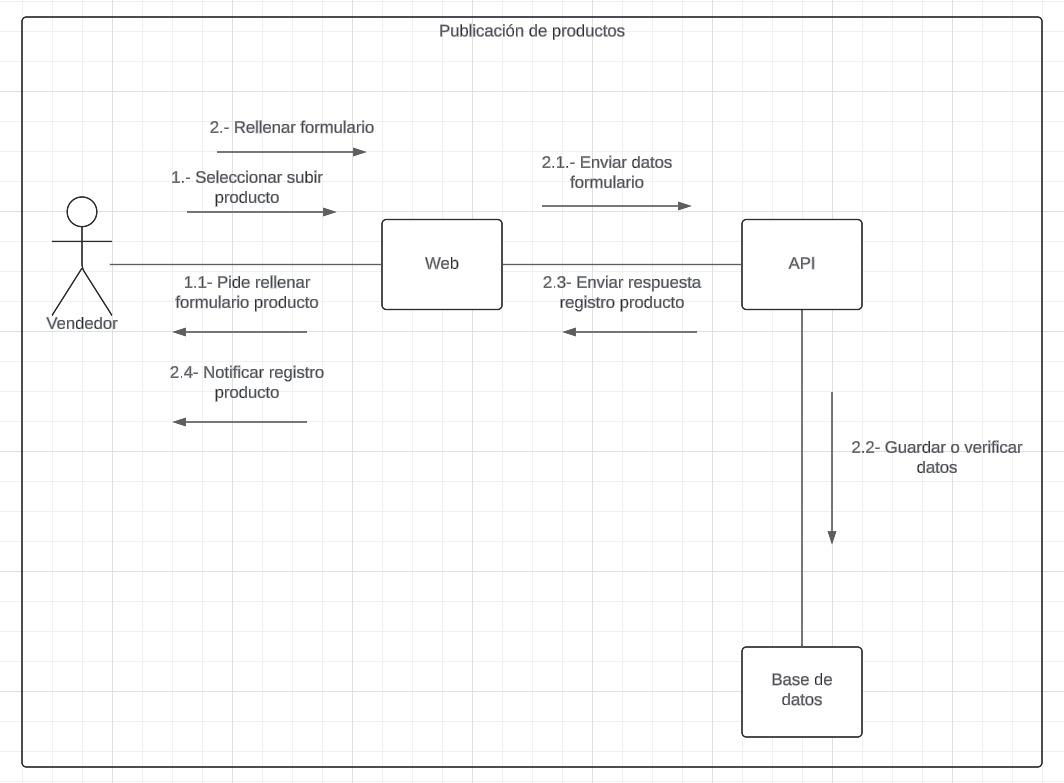 Publicación de productos
2.- Rellenar formulario
1.- Seleccionar subir
producto
2.1.- Enviar datos
formulario
Vendedor
Web
API
1.1- Pide rellenar
formulario producto
2.3- Enviar respuesta
registro producto
2.4- Notificar registro
producto
2.2- Guardar o verificar
datos
Base de
datos